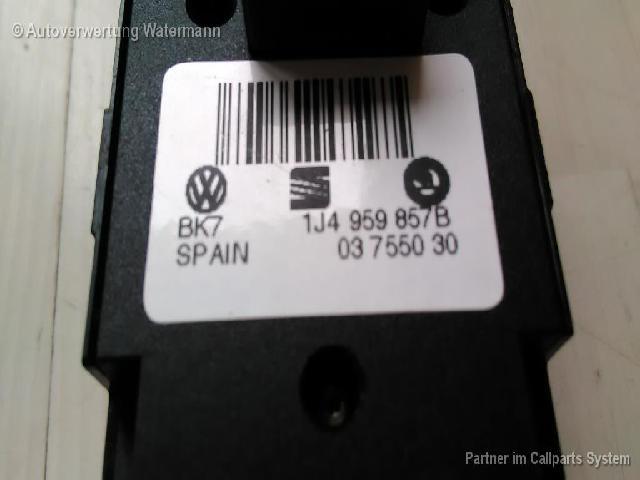 © Autoverwertung Watermann
BK7 1J4 959 857B
SPAIN 03 7550 30
Partner im Callparts System